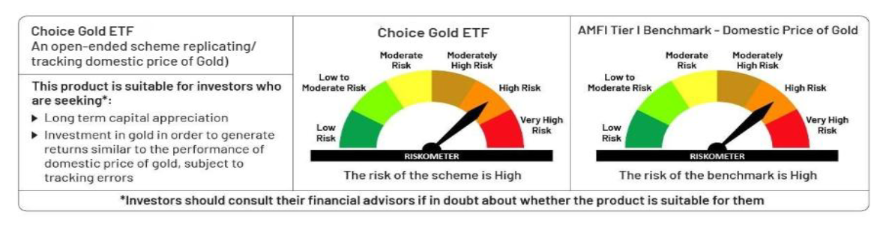 Choice Gold ETF
An open-ended scheme replicating/
tracking domestic price of Gold)
This product is suitable for investors who
are seeking*:
▶ Long term capital appreciation
▶ Investment in gold in order to generate
returns similar to the performance of
domestic price of gold, subject to
tracking errors
Choice Gold ETF
Low
Risk
Low to
Moderate Risk
Moderate
Risk
Moderately
High Risk
High Risk
Very High
Risk
RISKOMETER
The risk of the scheme is High
AMFI Tier I Benchmark - Domestic Price of Gold
Low
Risk
Low to
Moderate Risk
Moderate
Risk
Moderately
High Risk
High Risk
Very High
Risk
RISKOMETER
The risk of the benchmark is High
*Investors should consult their financial advisors if in doubt about whether the product is suitable for them